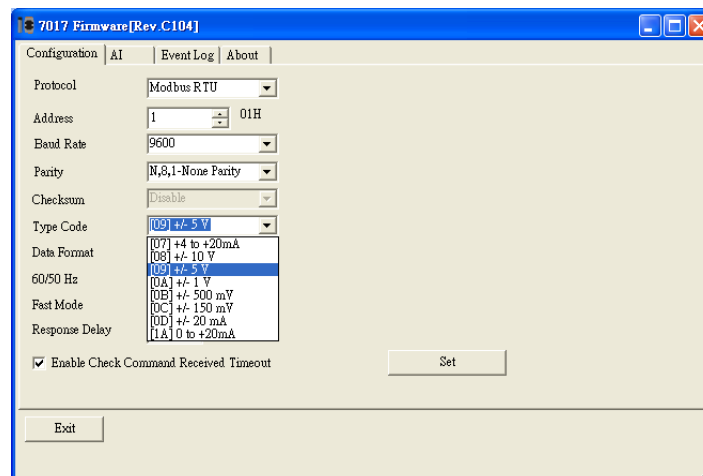 7017 Firmware[Rev.C104]
Configuration AI Event Log About
Protocol Modbus RTU
Address 1 01H
Baud Rate 9600
Parity N,8,1-None Parity
Checksum Disable
Type Code [09] +/- 5 V
Data Format
60/50 Hz
Fast Mode
Response Delay
[07] +4 to +20mA
[08] +/- 10 V
[09] +/- 5 V
[0A] +/- 1 V
[0B] +/- 500 mV
[0C] +/- 150 mV
[0D] +/- 20 mA
[1A] 0 to +20mA
Enable Check Command Received Timeout
Set
Exit